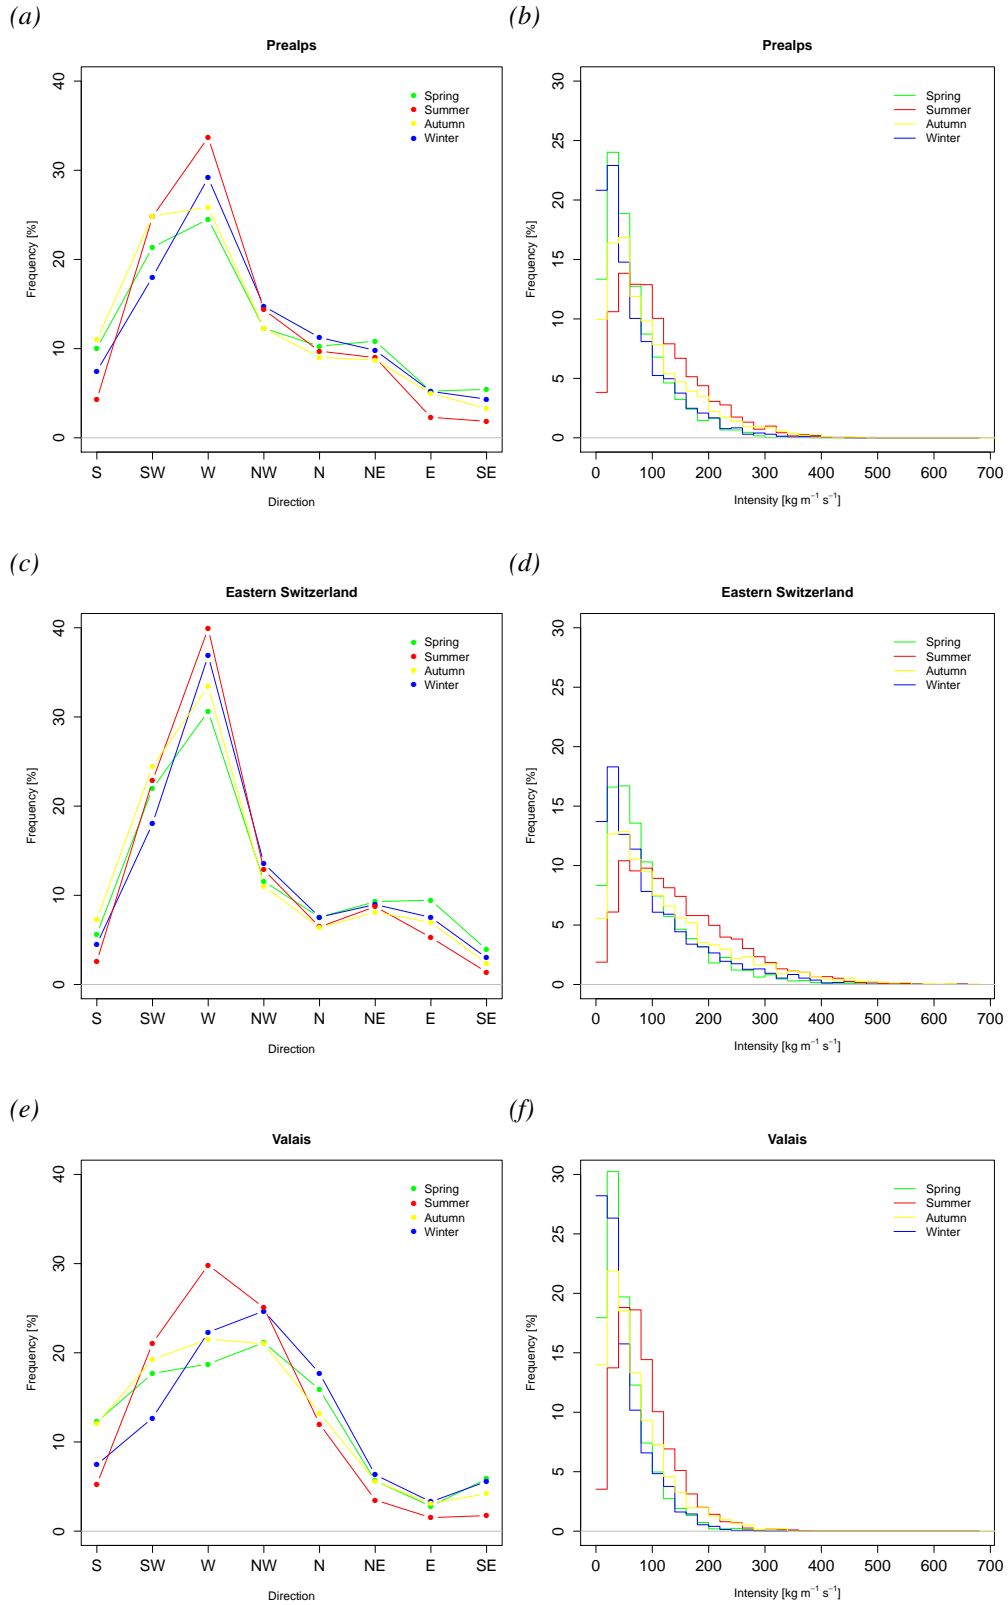 (a)
Prealps
Frequency [%]
0
10
20
30
40
S SW W NW N NE E SE
Direction
Spring
Summer
Autumn
Winter
(b)
Prealps
Frequency [%]
0
5
10
15
20
25
30
0 100 200 300 400 500 600 700
Intensity [kg m⁻¹ s⁻¹]
Spring
Summer
Autumn
Winter
(c)
Eastern Switzerland
Frequency [%]
0
10
20
30
40
S SW W NW N NE E SE
Direction
Spring
Summer
Autumn
Winter
(d)
Eastern Switzerland
Frequency [%]
0
5
10
15
20
25
30
0 100 200 300 400 500 600 700
Intensity [kg m⁻¹ s⁻¹]
Spring
Summer
Autumn
Winter
(e)
Valais
Frequency [%]
0
10
20
30
40
S SW W NW N NE E SE
Direction
Spring
Summer
Autumn
Winter
(f)
Valais
Frequency [%]
0
5
10
15
20
25
30
0 100 200 300 400 500 600 700
Intensity [kg m⁻¹ s⁻¹]
Spring
Summer
Autumn
Winter